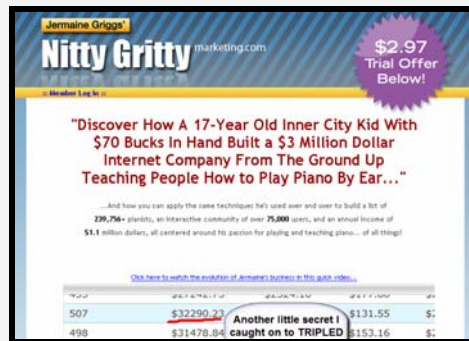 Jermaine Griggs'
Nitty Gritty marketing.com
$2.97
Trial Offer
Below!
:: Member Log In ::
"Discover How A 17-Year Old Inner City Kid With
$70 Bucks In Hand Built a $3 Million Dollar
Internet Company From The Ground Up
Teaching People How to Play Piano By Ear..."
...And how you can apply the same techniques he's used over and over to build a list of
239,756+ pianists, an interactive community of over 75,000 users, and an annual income of
$1.1 million dollars, all centered around his passion for playing and teaching piano... of all things!
Click here to watch the evolution of Jermaine's business in this quick video...
507 $32290.23 $131.55
Another little secret I
498 $31478.84 caught on to TRIPLED $153.16